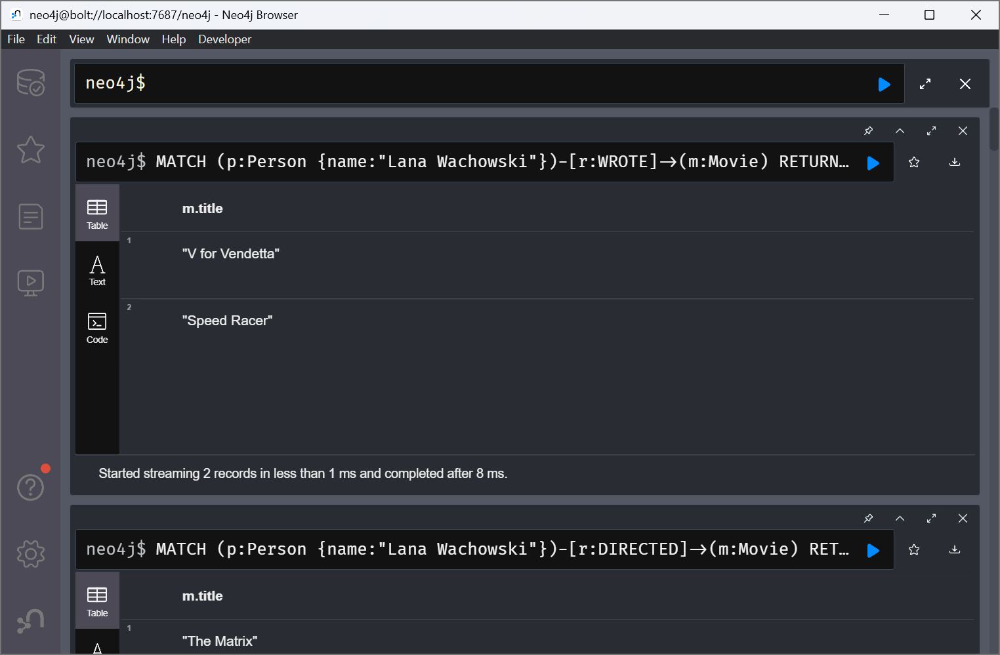 neo4j@bolt://localhost:7687/neo4j - Neo4j Browser
File Edit View Window Help Developer
neo4j$
neo4j$ MATCH (p:Person {name:"Lana Wachowski"})-[r:WROTE]→(m:Movie) RETURN…
Table
m.title
1
"V for Vendetta"
Text
2
"Speed Racer"
Code
Started streaming 2 records in less than 1 ms and completed after 8 ms.
neo4j$ MATCH (p:Person {name:"Lana Wachowski"})-[r:DIRECTED]→(m:Movie) RET…
Table
m.title
1
"The Matrix"